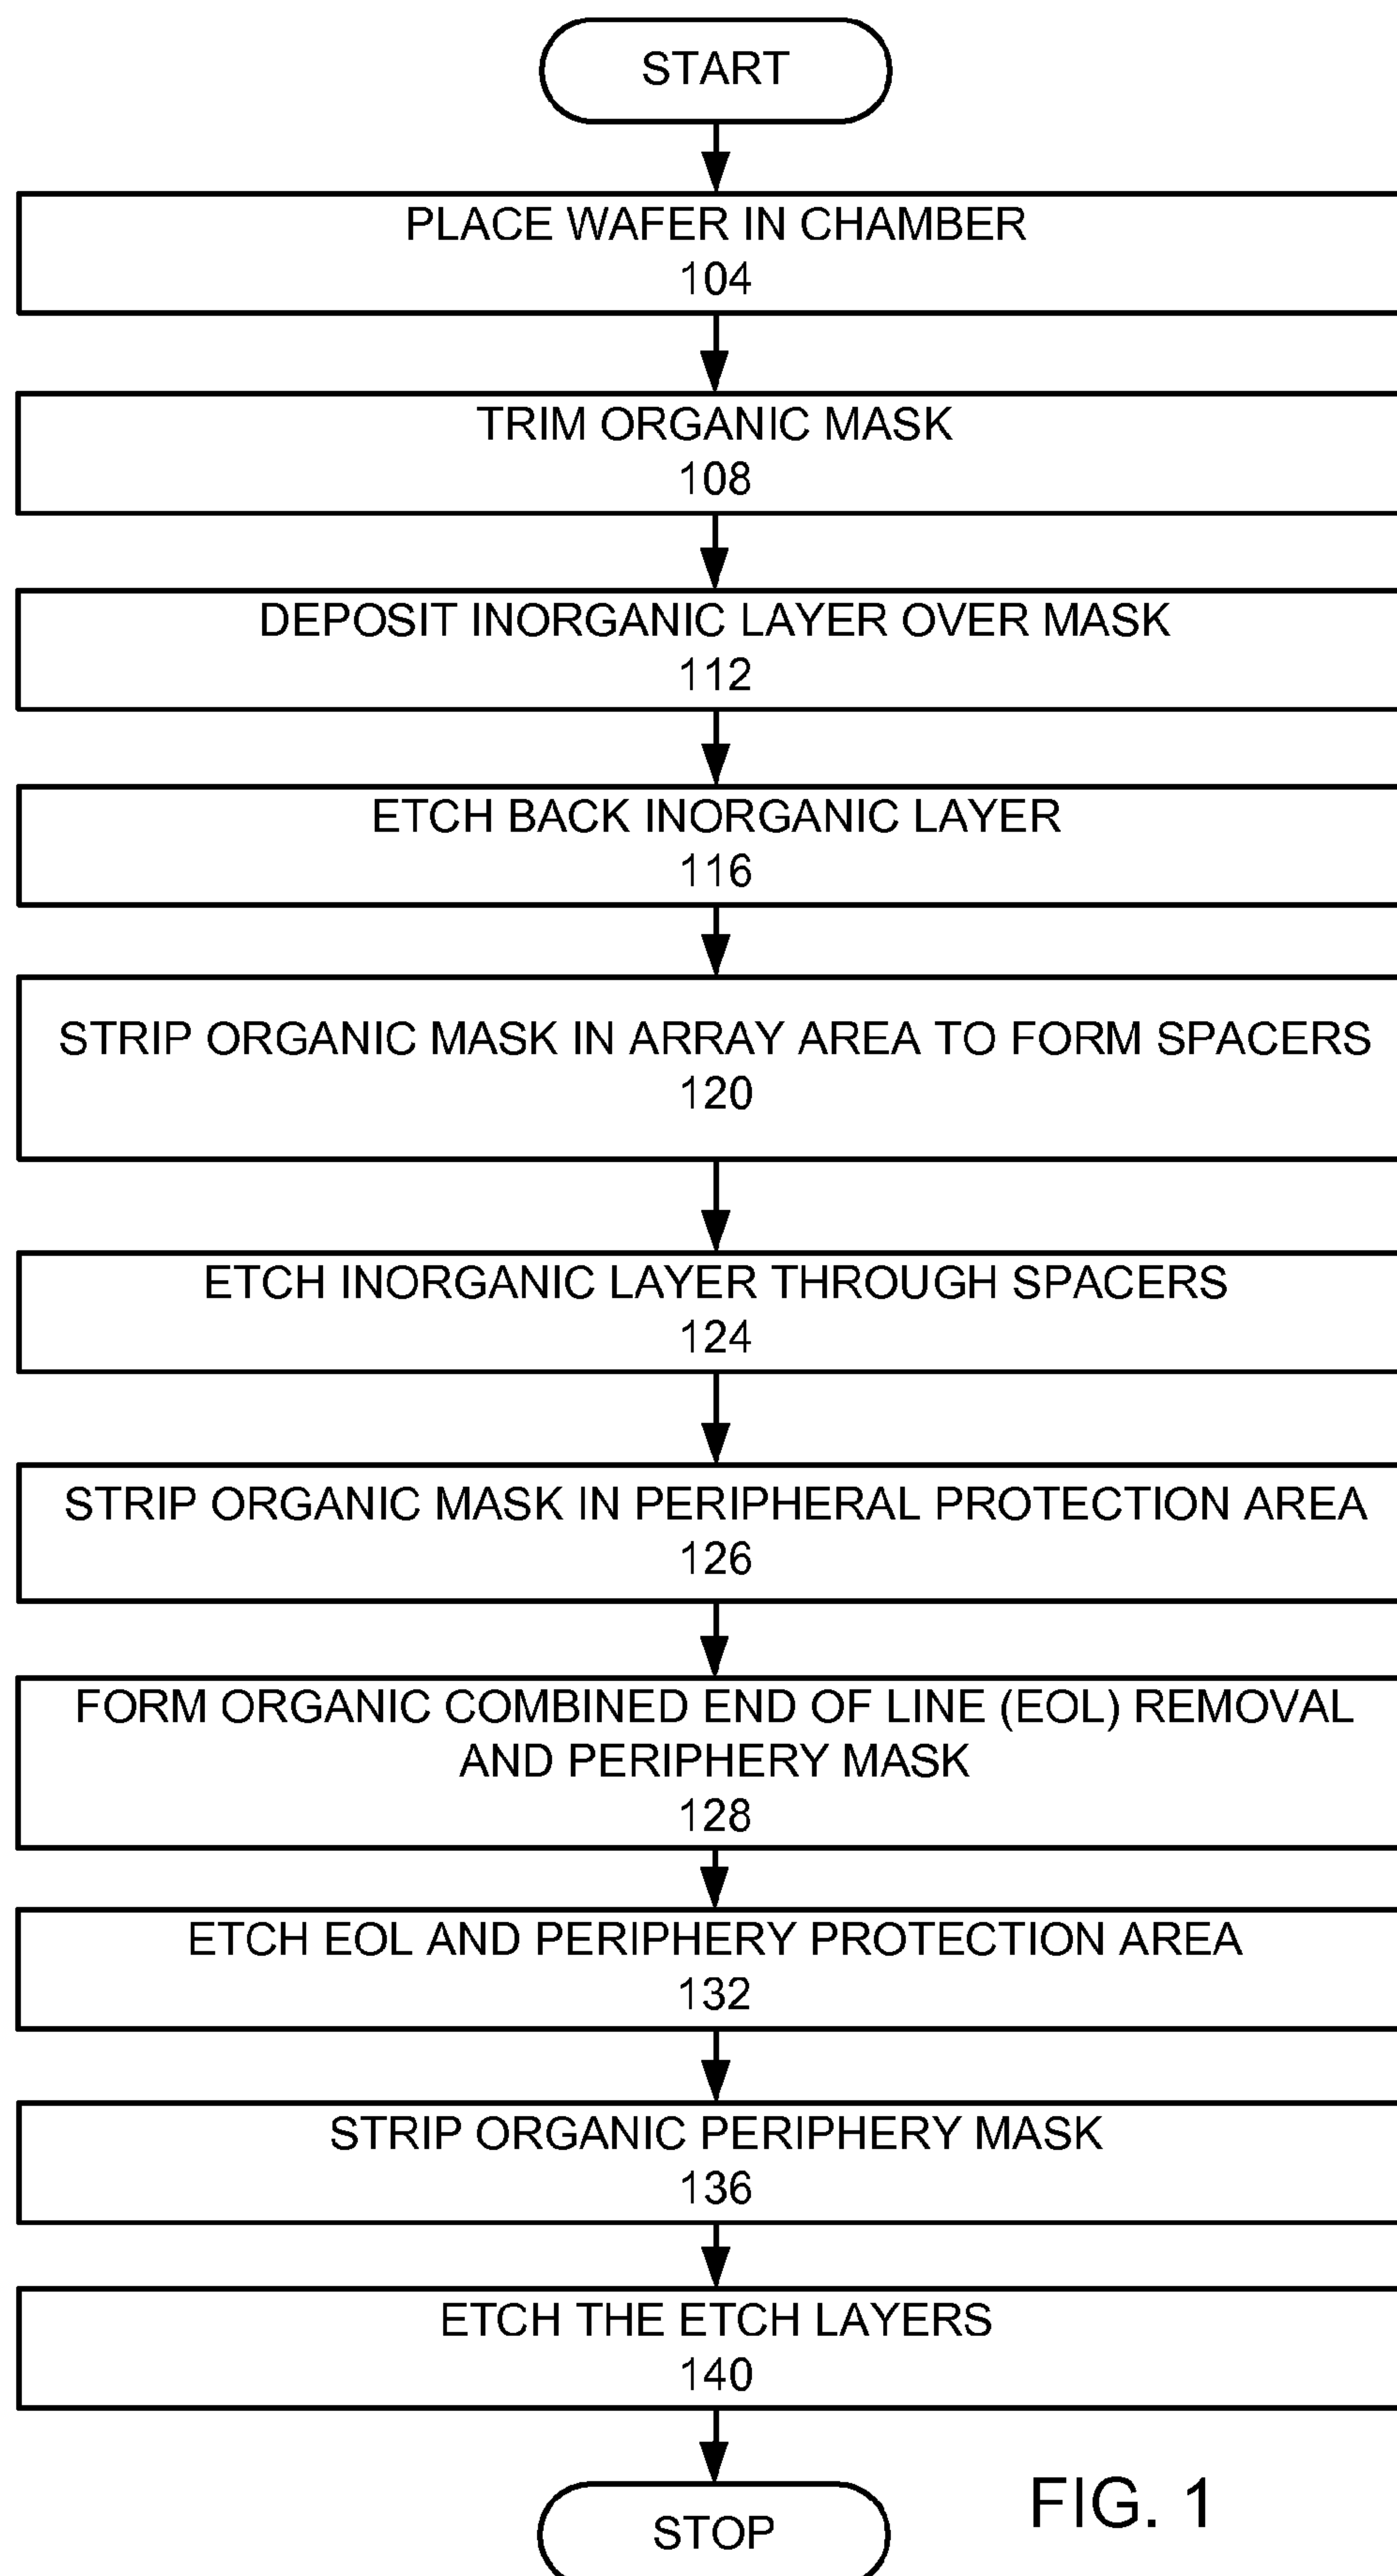 START
PLACE WAFER IN CHAMBER
104
TRIM ORGANIC MASK
108
DEPOSIT INORGANIC LAYER OVER MASK
112
ETCH BACK INORGANIC LAYER
116
STRIP ORGANIC MASK IN ARRAY AREA TO FORM SPACERS
120
ETCH INORGANIC LAYER THROUGH SPACERS
124
STRIP ORGANIC MASK IN PERIPHERAL PROTECTION AREA
126
FORM ORGANIC COMBINED END OF LINE (EOL) REMOVAL
AND PERIPHERY MASK
128
ETCH EOL AND PERIPHERY PROTECTION AREA
132
STRIP ORGANIC PERIPHERY MASK
136
ETCH THE ETCH LAYERS
140
STOP
FIG. 1